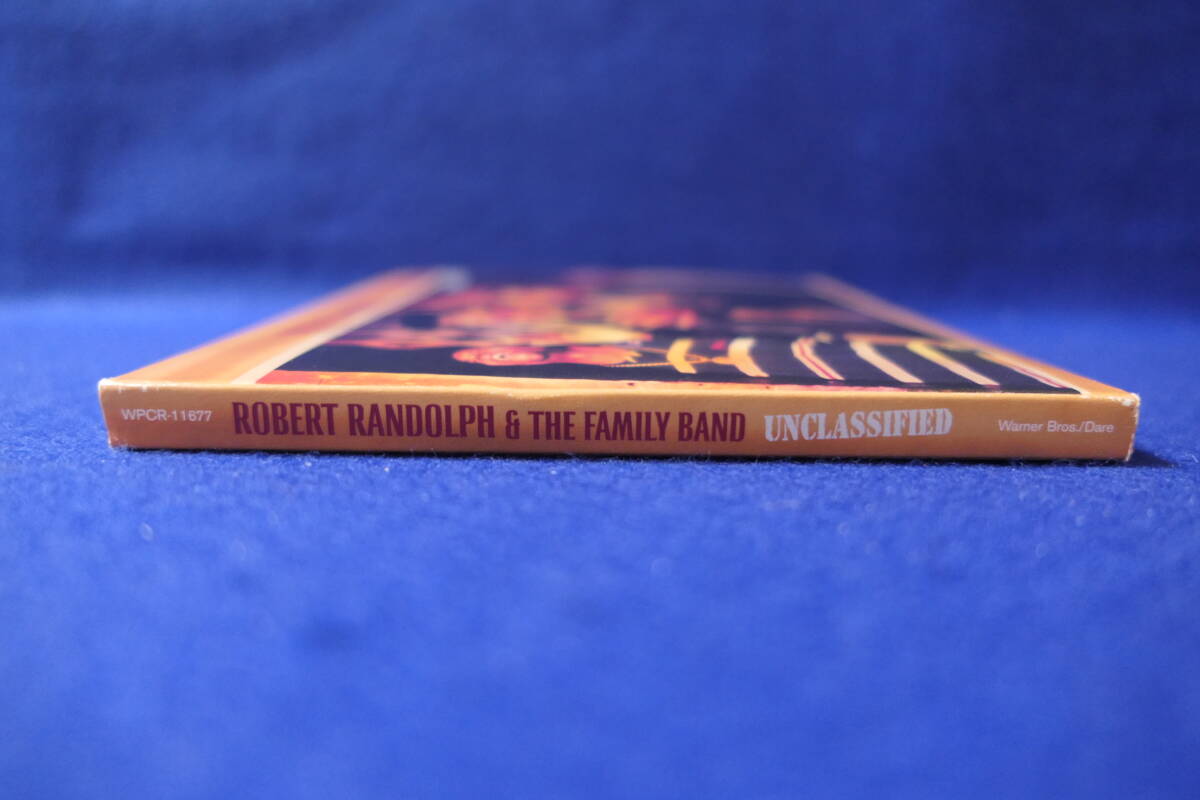 WPCR-11677 ROBERT RANDOLPH & THE FAMILY BAND UNCLASSIFIED Warner Bros./Dare